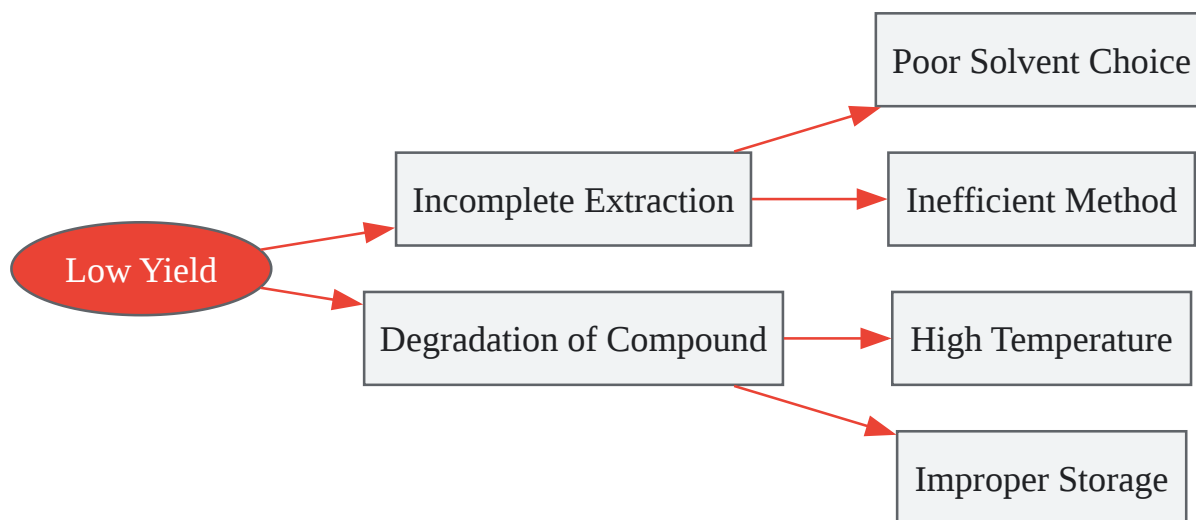 Poor Solvent Choice
Incomplete Extraction
Inefficient Method
Low Yield
Degradation of Compound
High Temperature
Improper Storage